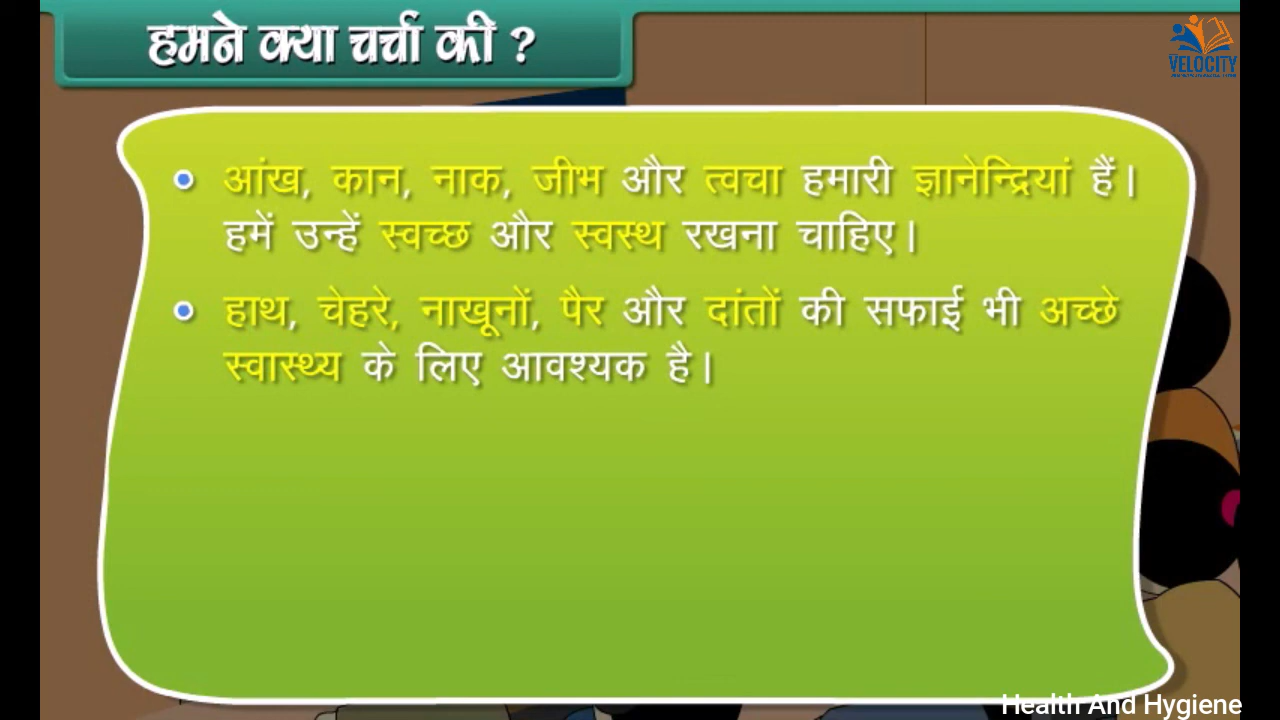 हमने क्या चर्चा की ?
VELOCITY
आंख, कान, नाक, जीभ और त्वचा हमारी ज्ञानेन्द्रियां हैं।
हमें उन्हें स्वच्छ और स्वस्थ रखना चाहिए।
हाथ, चेहरे, नाखूनों, पैर और दांतों की सफाई भी अच्छे
स्वास्थ्य के लिए आवश्यक है।
Health And Hygiene